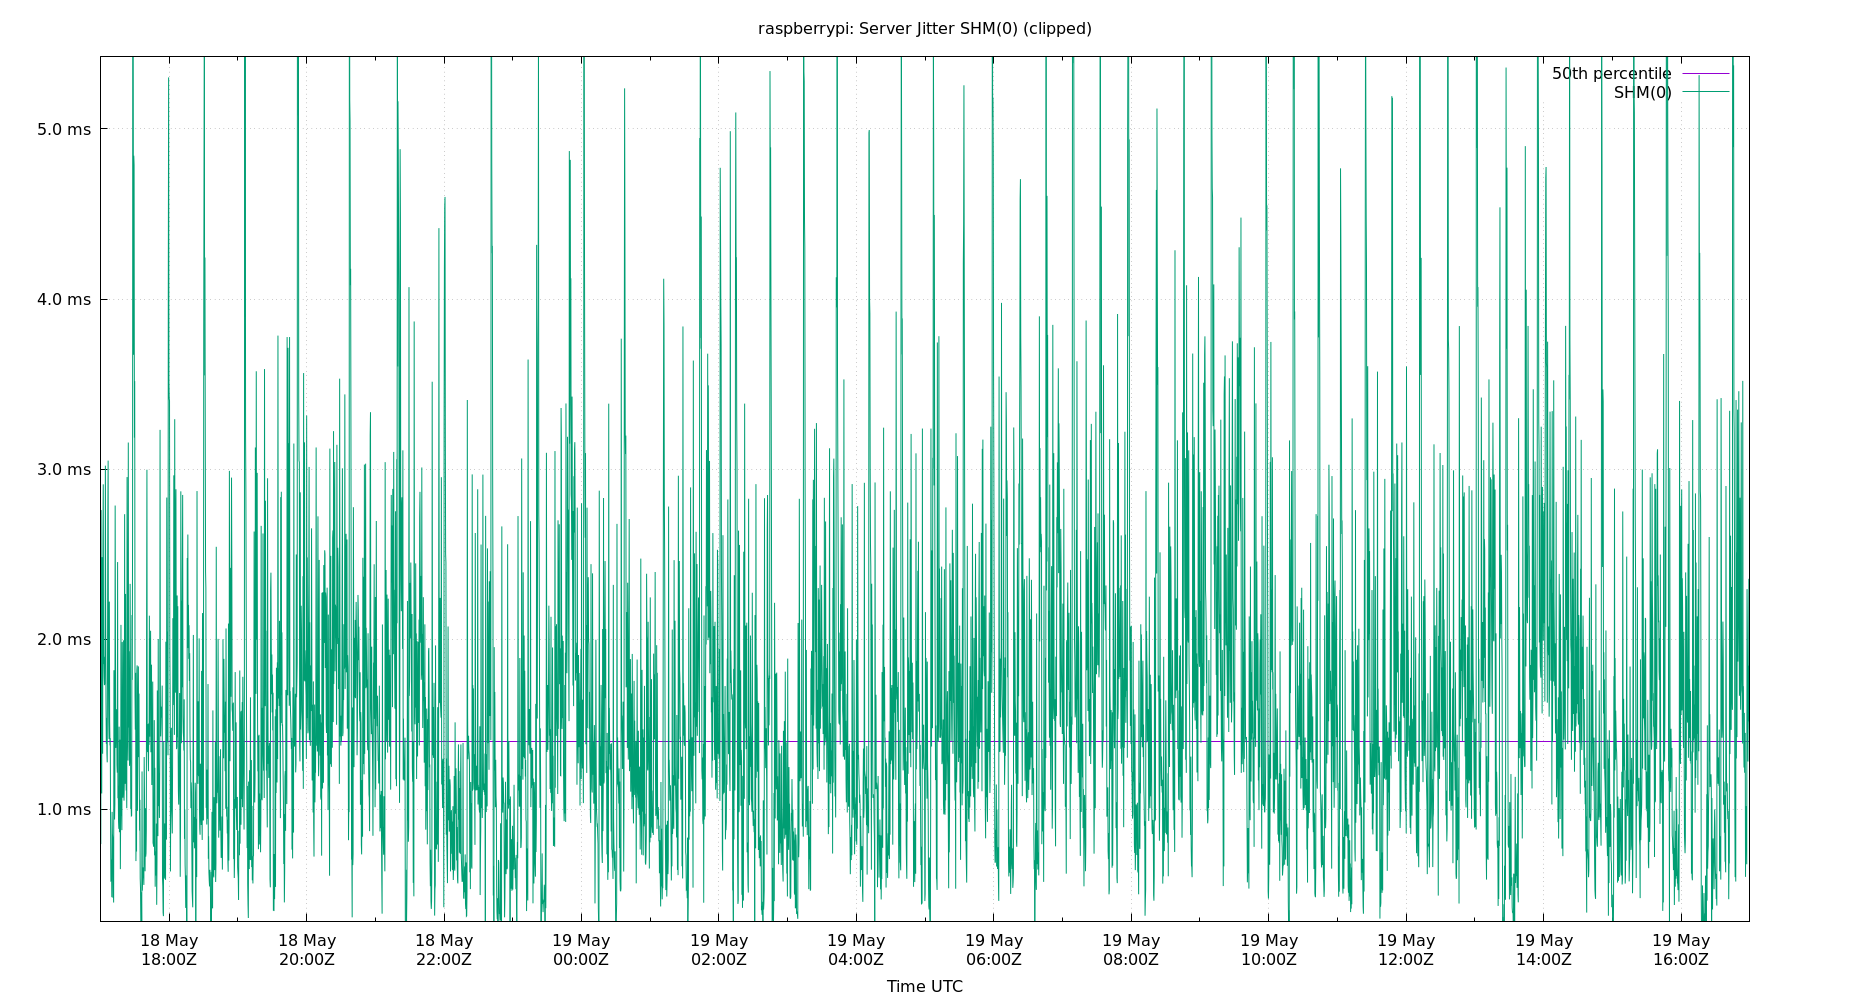 raspberrypi: Server Jitter SHM(0) (clipped)
50th percentile
SHM(0)
5.0 ms
4.0 ms
3.0 ms
2.0 ms
1.0 ms
18 May 18 May 18 May 19 May 19 May 19 May 19 May 19 May 19 May 19 May 19 May 19 May
18:00Z 20:00Z 22:00Z 00:00Z 02:00Z 04:00Z 06:00Z 08:00Z 10:00Z 12:00Z 14:00Z 16:00Z
Time UTC